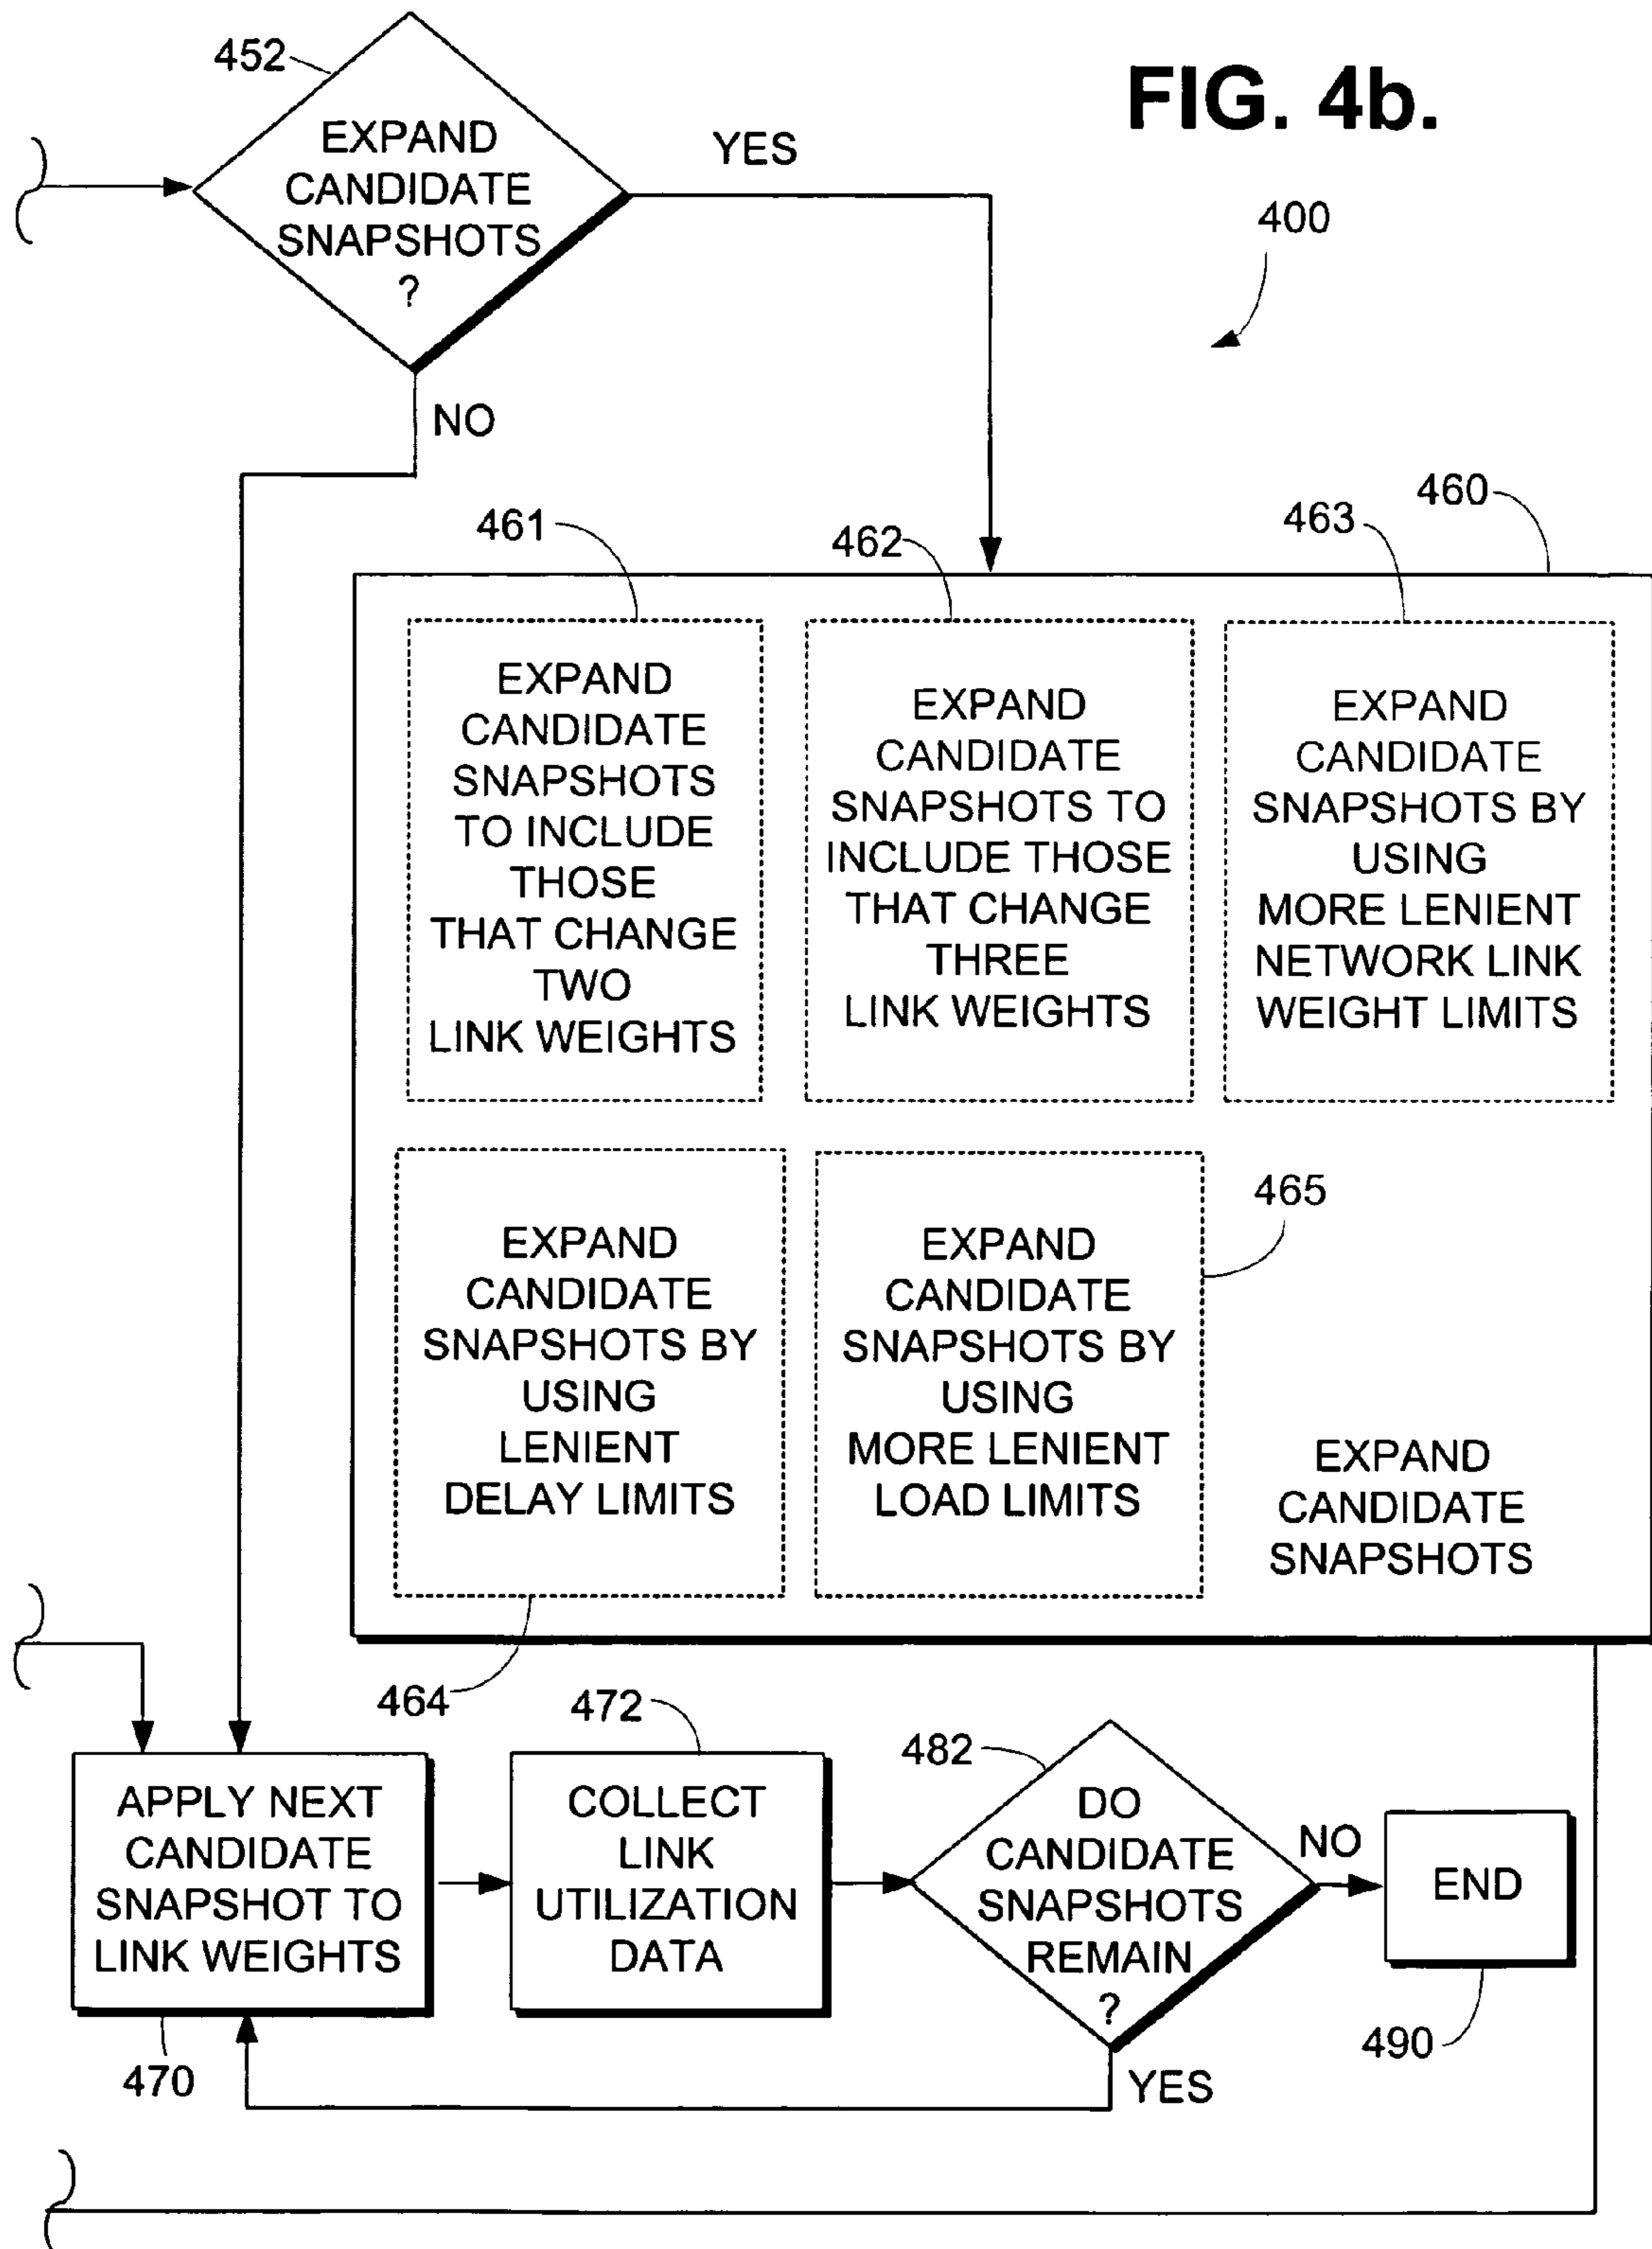 FIG. 4b.
452
EXPAND
CANDIDATE
SNAPSHOTS
?
YES
400
NO
460
461
EXPAND
CANDIDATE
SNAPSHOTS
TO INCLUDE
THOSE
THAT CHANGE
TWO
LINK WEIGHTS
462
EXPAND
CANDIDATE
SNAPSHOTS TO
INCLUDE THOSE
THAT CHANGE
THREE
LINK WEIGHTS
463
EXPAND
CANDIDATE
SNAPSHOTS BY
USING
MORE LENIENT
NETWORK LINK
WEIGHT LIMITS
EXPAND
CANDIDATE
SNAPSHOTS BY
USING
LENIENT
DELAY LIMITS
464
465
EXPAND
CANDIDATE
SNAPSHOTS BY
USING
MORE LENIENT
LOAD LIMITS
EXPAND
CANDIDATE
SNAPSHOTS
APPLY NEXT
CANDIDATE
SNAPSHOT TO
LINK WEIGHTS
470
472
COLLECT
LINK
UTILIZATION
DATA
482
DO
CANDIDATE
SNAPSHOTS
REMAIN
?
NO
END
490
YES